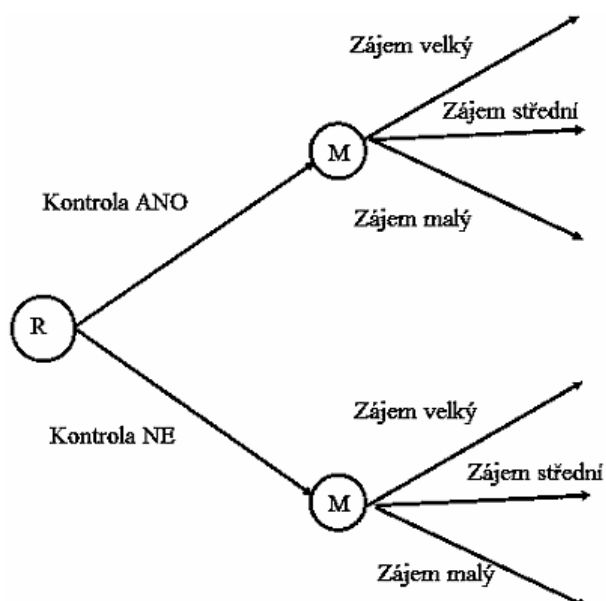 Zájem velký
Zájem střední
M
Kontrola ANO
Zájem malý
R
Zájem velký
Kontrola NE
Zájem střední
M
Zájem malý